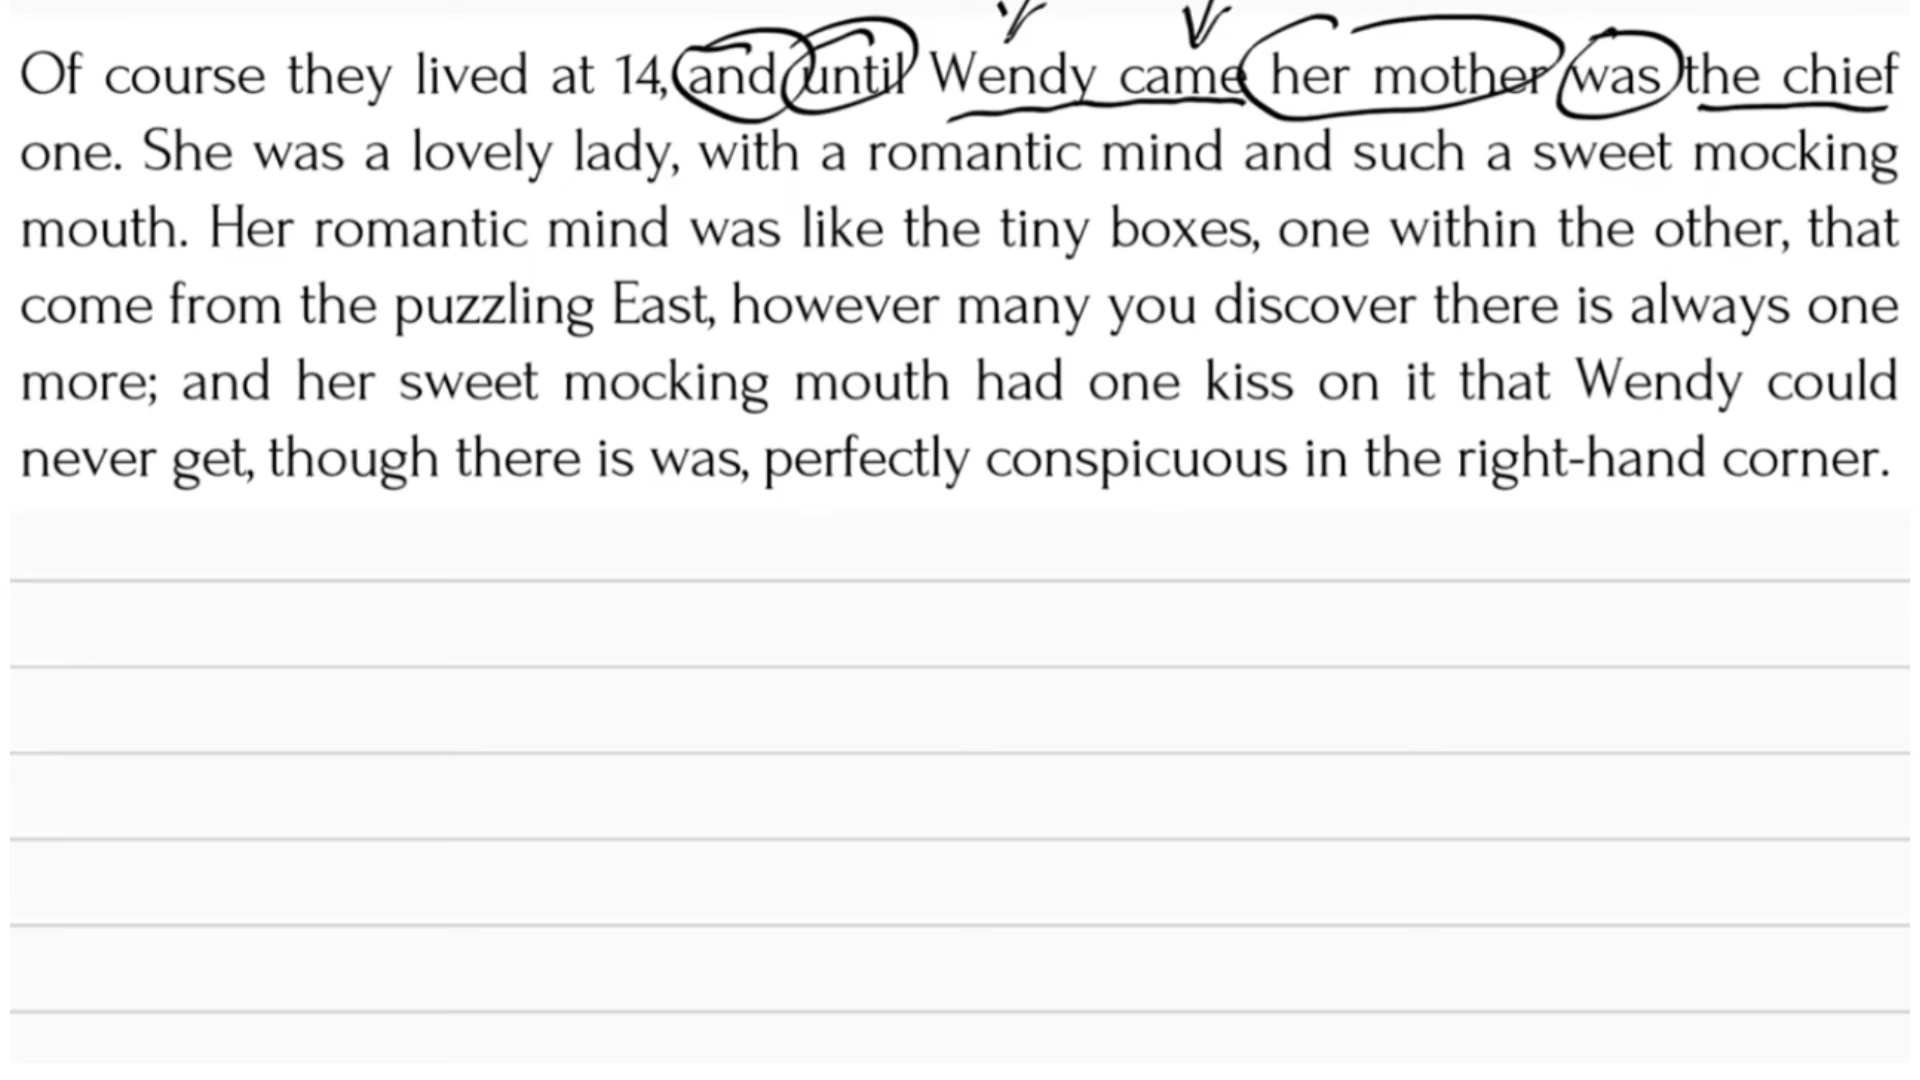 Of course they lived at 14, and until Wendy came her mother was the chief
one. She was a lovely lady, with a romantic mind and such a sweet mocking
mouth. Her romantic mind was like the tiny boxes, one within the other, that
come from the puzzling East, however many you discover there is always one
more; and her sweet mocking mouth had one kiss on it that Wendy could
never get, though there is was, perfectly conspicuous in the right-hand corner.